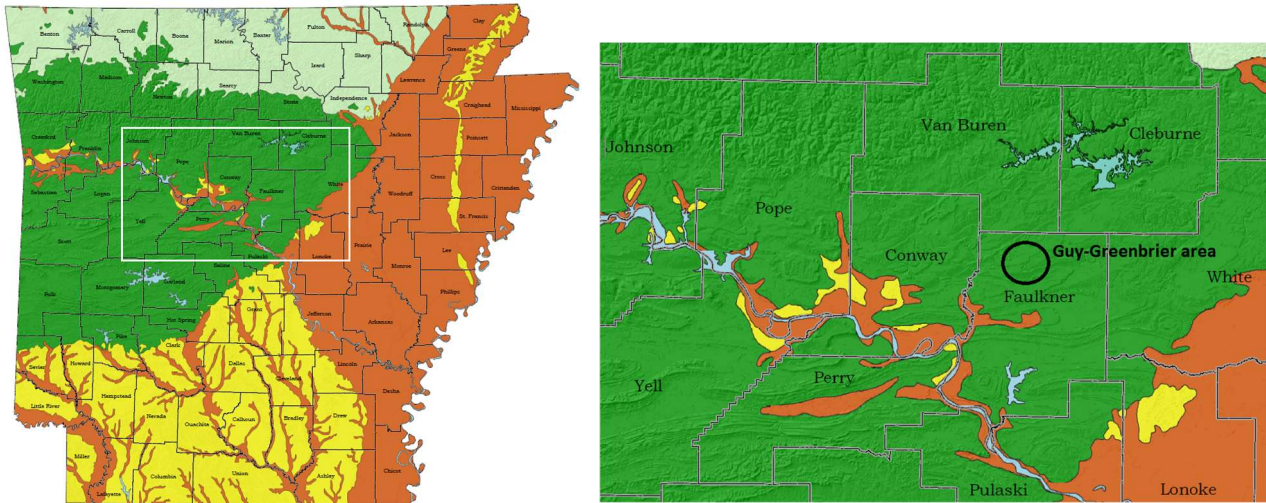 Benton
Carroll
Boone
Marion
Baxter
Fulton
Randolph
Clay
Sharp
Izard
Greene
Lawrence
Washington
Madison
Newton
Searcy
Stone
Independence
Craighead
Mississippi
Jackson
Poinsett
Crawford
Franklin
Johnson
Pope
Van Buren
Cleburne
Conway
Faulkner
White
Woodruff
Cross
Crittenden
St. Francis
Sebastian
Logan
Yell
Perry
Scott
Pulaski
Lonoke
Prairie
Lee
Monroe
Phillips
Saline
Polk
Montgomery
Garland
Grant
Jefferson
Arkansas
Hot Spring
Pike
Clark
Sevier
Howard
Dallas
Cleveland
Lincoln
Desha
Hempstead
Little River
Nevada
Ouachita
Calhoun
Bradley
Drew
Miller
Columbia
Union
Ashley
Chicot
Lafayette
Van Buren
Cleburne
Johnson
Pope
Conway
Guy-Greenbrier area
White
Faulkner
Yell
Perry
Pulaski
Lonoke